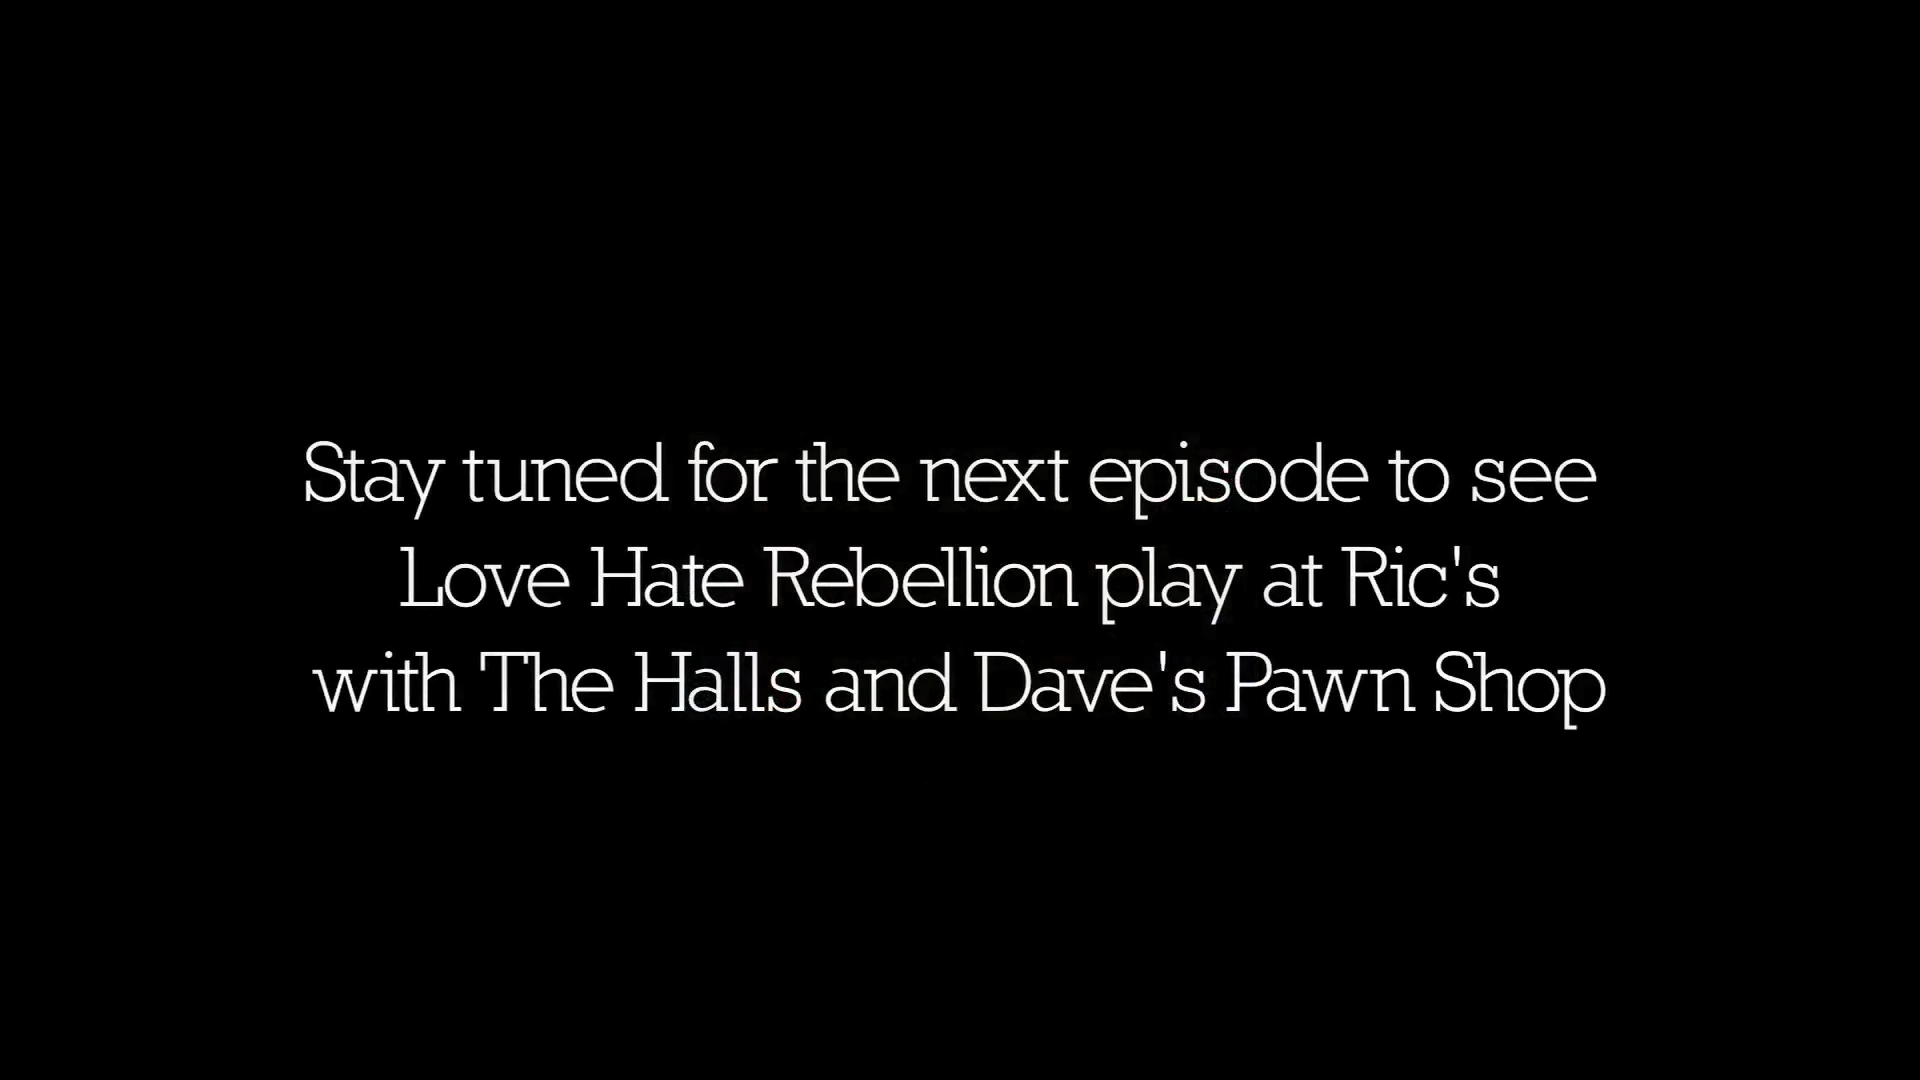 Stay tuned for the next episode to see
Love Hate Rebellion play at Ric's
with The Halls and Dave's Pawn Shop